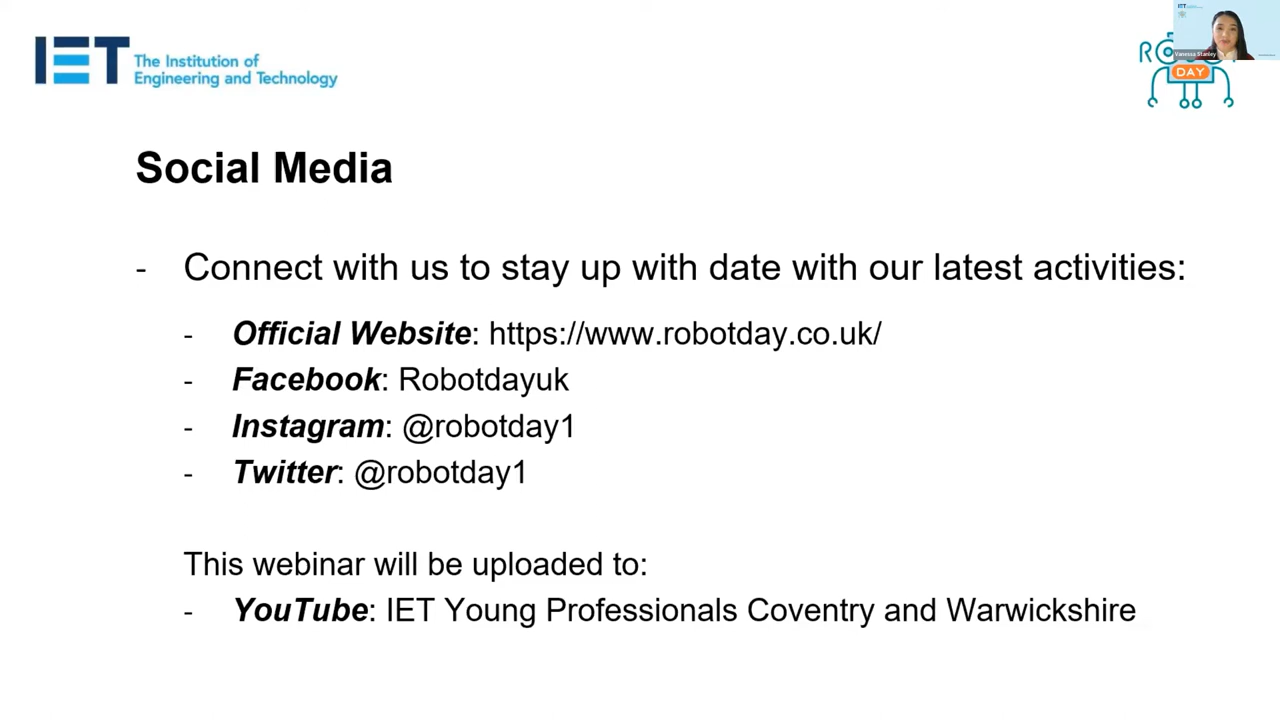 IET The Institution of
Engineering and Technology
Vanessa Stanley
DAY
Social Media
- Connect with us to stay up with date with our latest activities:
- Official Website: https://www.robotday.co.uk/
- Facebook: Robotdayuk
- Instagram: @robotday1
- Twitter: @robotday1
This webinar will be uploaded to:
- YouTube: IET Young Professionals Coventry and Warwickshire